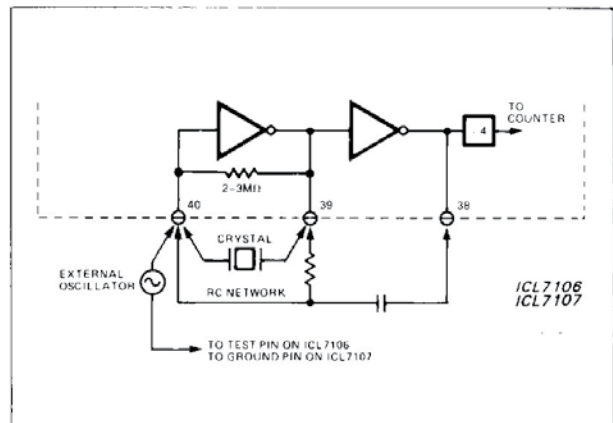 TO
COUNTER
4
2-3MΩ
40
39
38
CRYSTAL
EXTERNAL
OSCILLATOR
RC NETWORK
ICL7106
ICL7107
TO TEST PIN ON ICL7106
TO GROUND PIN ON ICL7107